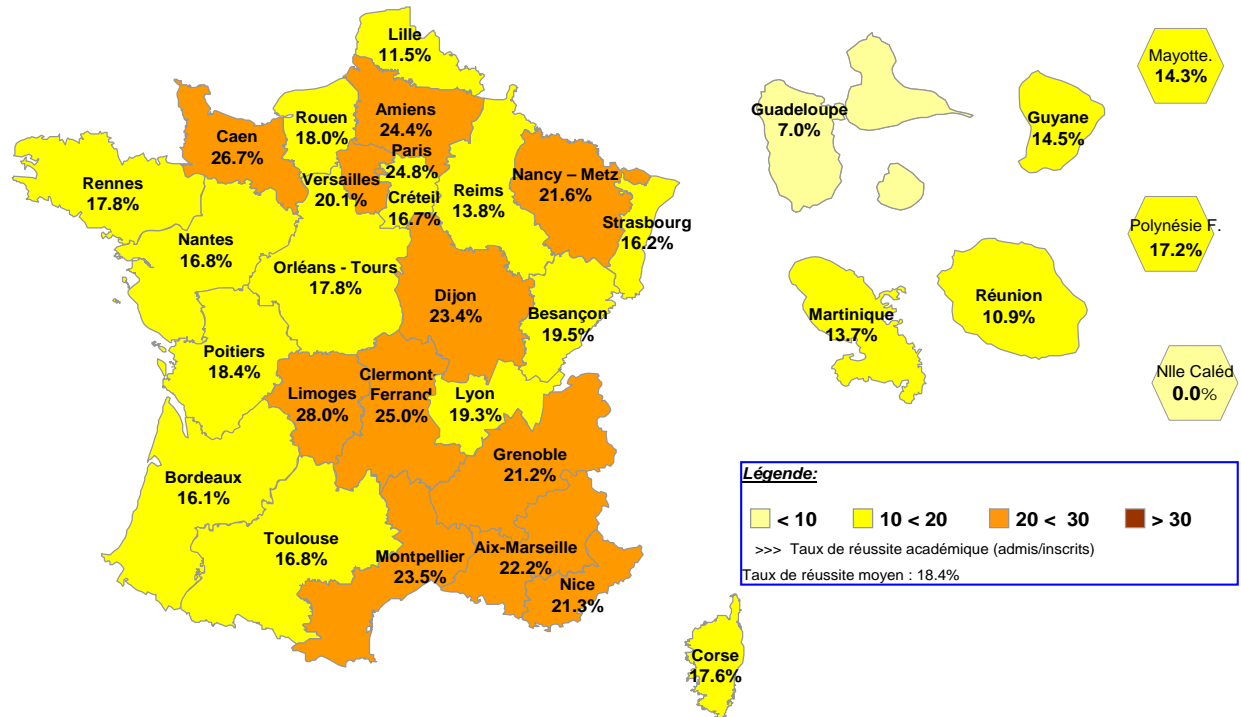 Lille
11.5%
Amiens
24.4%
Rouen
18.0%
Caen
26.7%
Paris
24.8%
Versailles
20.1%
Créteil
16.7%
Reims
13.8%
Nancy – Metz
21.6%
Strasbourg
16.2%
Rennes
17.8%
Nantes
16.8%
Orléans - Tours
17.8%
Dijon
23.4%
Besançon
19.5%
Poitiers
18.4%
Limoges
28.0%
Clermont-
Ferrand
25.0%
Lyon
19.3%
Grenoble
21.2%
Bordeaux
16.1%
Toulouse
16.8%
Montpellier
23.5%
Aix-Marseille
22.2%
Nice
21.3%
Corse
17.6%
Guadeloupe
7.0%
Guyane
14.5%
Mayotte.
14.3%
Polynésie F.
17.2%
Martinique
13.7%
Réunion
10.9%
Nlle Caléd
0.0%
Légende:
< 10 10 < 20 20 < 30 > 30
>>> Taux de réussite académique (admis/inscrits)
Taux de réussite moyen : 18.4%